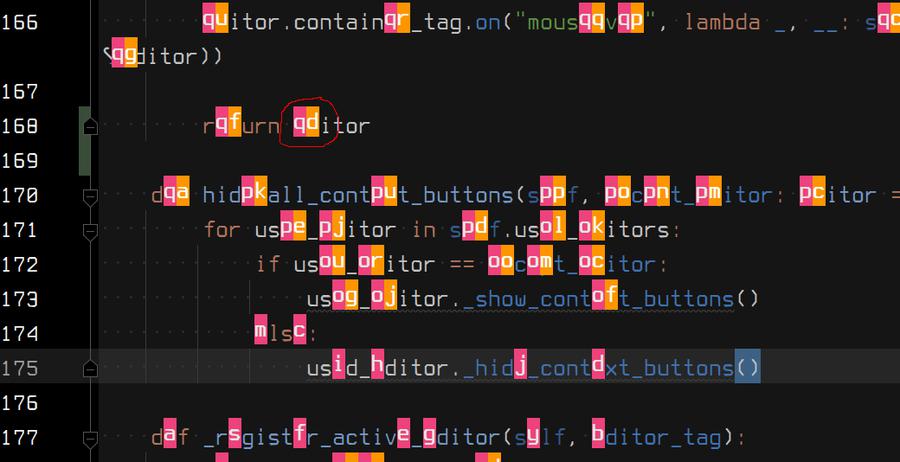 166 quitor.containqr_tag.on("mousqqvqp", lambda _, __: sqc
qgditor))
167
168 rqfurn qditor
169
170 dqa hidpkall_contput_buttons(sppf, pocpnt_pmitor: pcitor =
171 for uspe_pjitor in spdf.usol_okitors:
172 if usou_oritor == oocomt_ocitor:
173 usog_ojitor._show_contoft_buttons()
174 mlsc:
175 usid_hditor._hidj_contdxt_buttons()
176
177 daf _rsgistfr_active_gditor(sylf, bditor_tag):